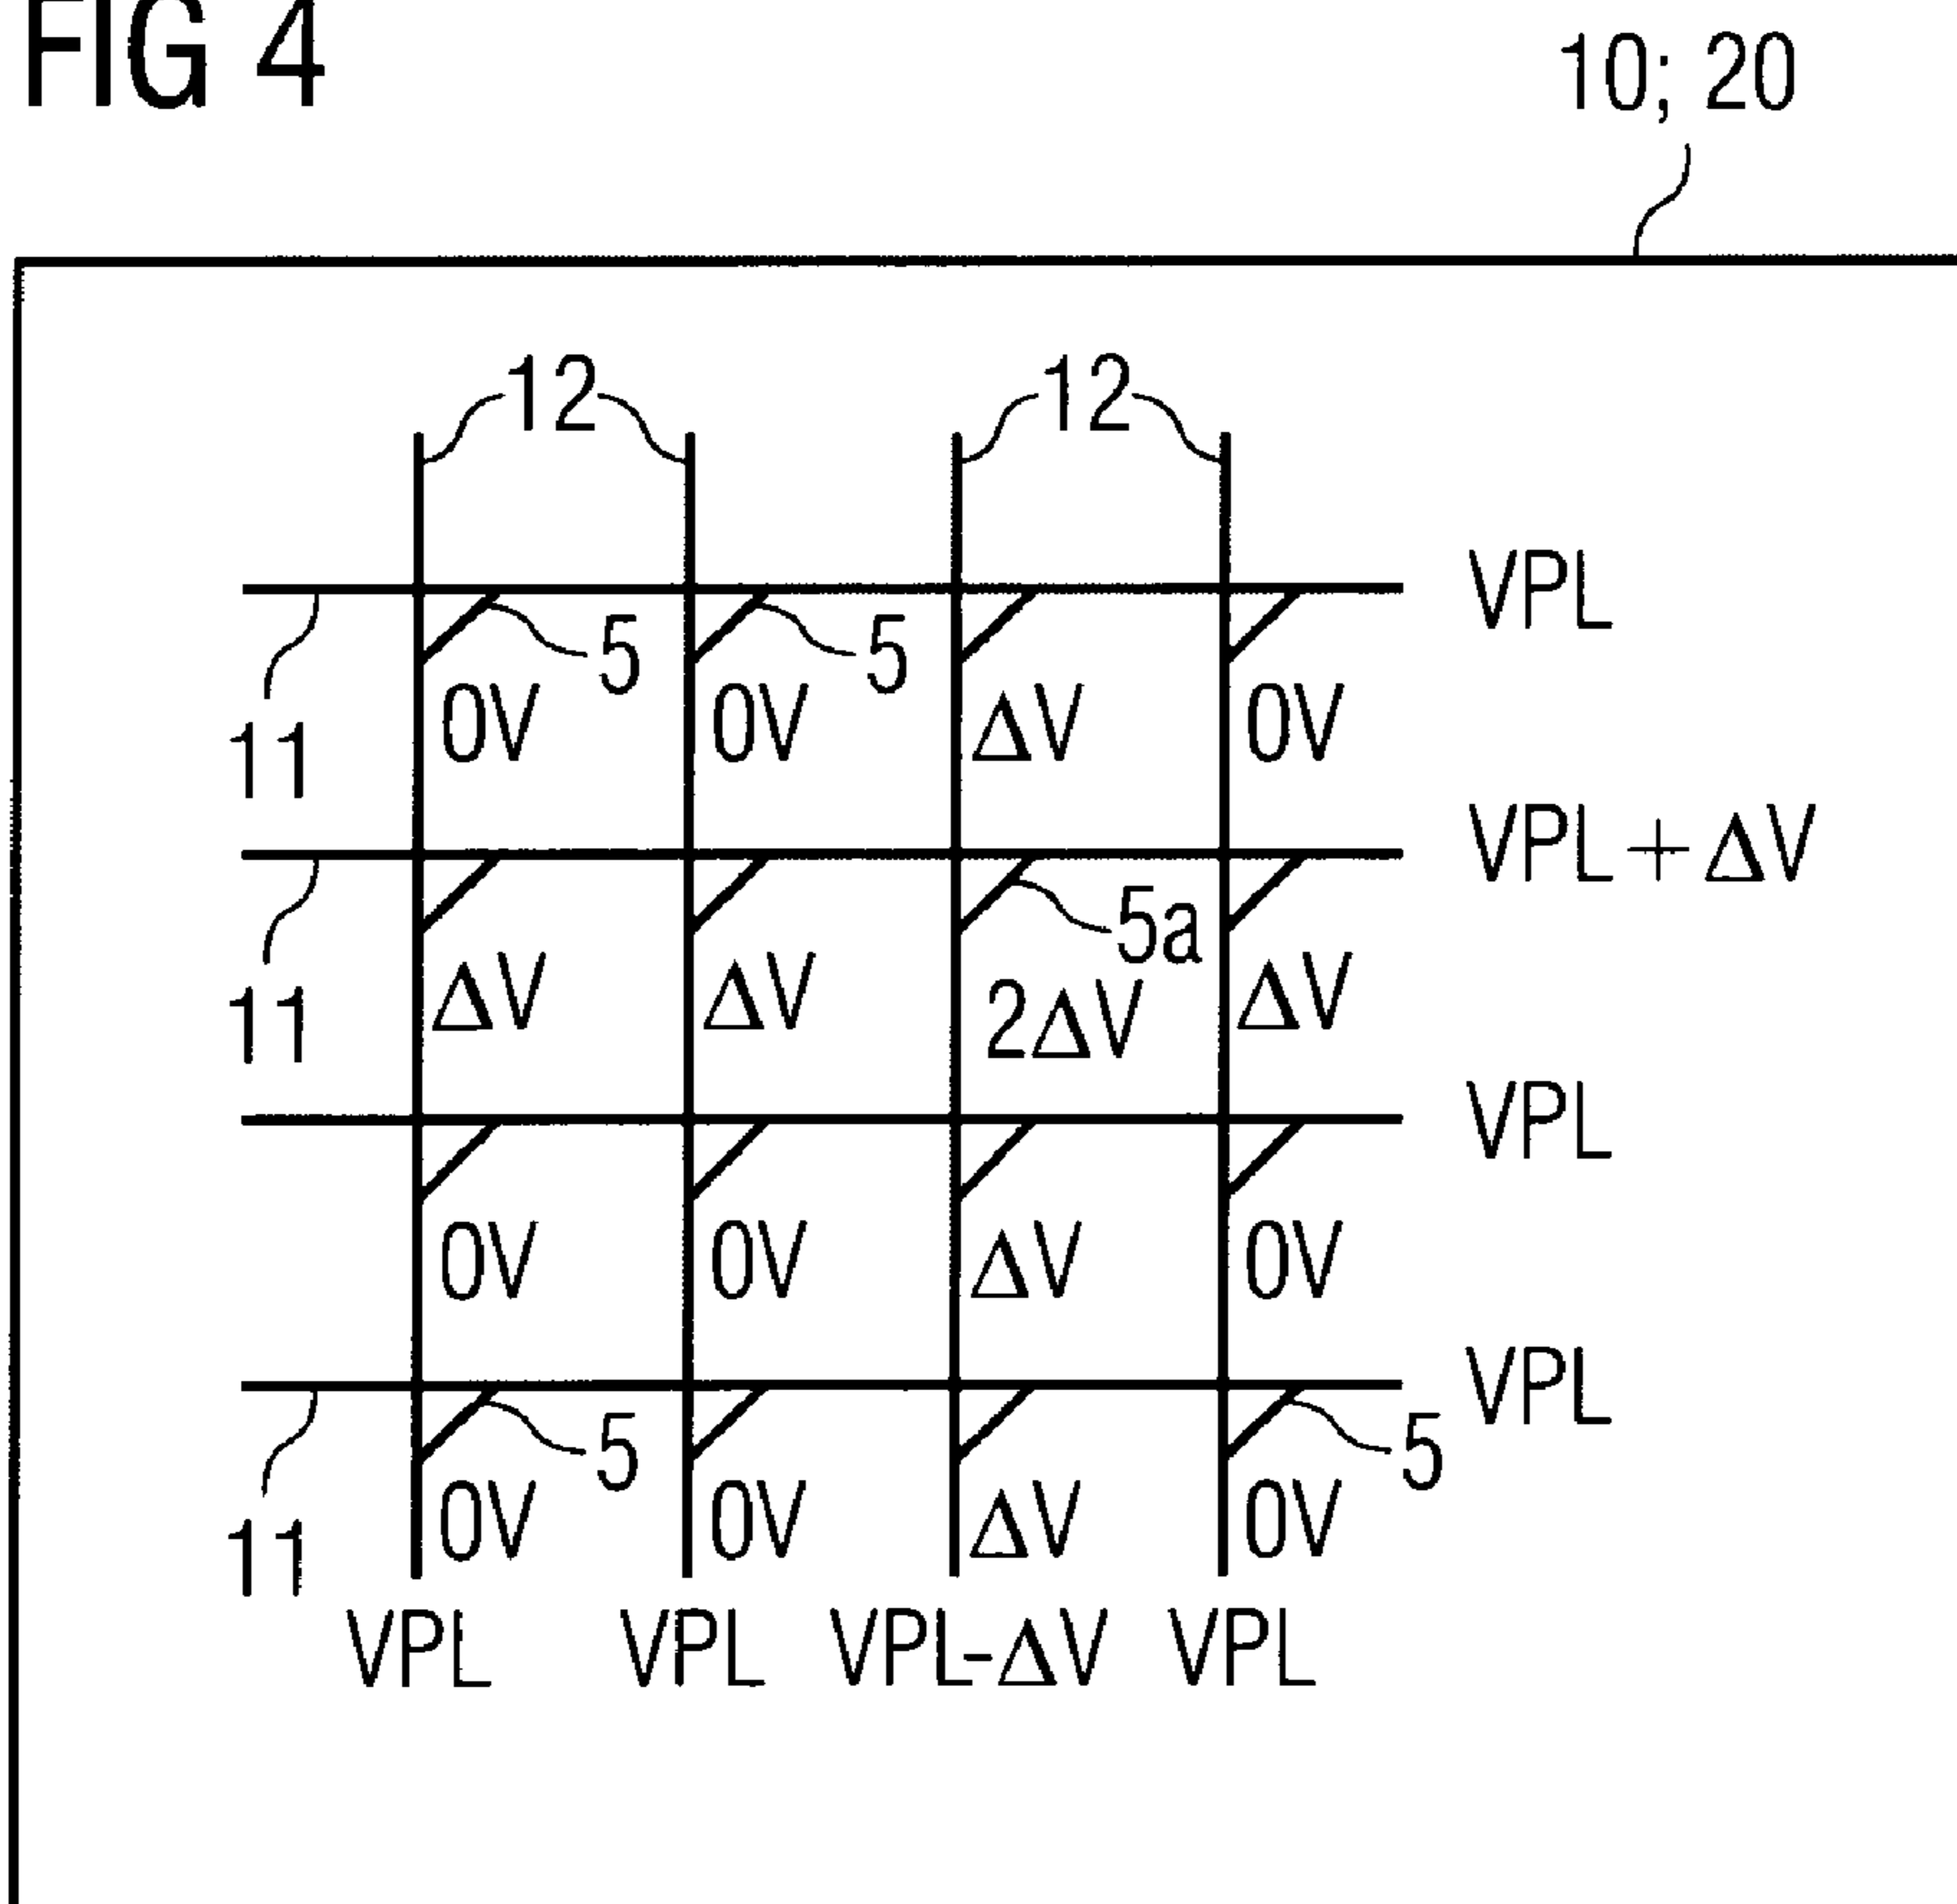 FIG 4
10; 20
12 12
VPL
5 5
11 0V 0V ΔV 0V
VPL + ΔV
5a
11 ΔV ΔV 2ΔV ΔV
VPL
0V 0V ΔV 0V
VPL
5 5
0V 0V ΔV 0V
11
VPL VPL VPL-ΔV VPL